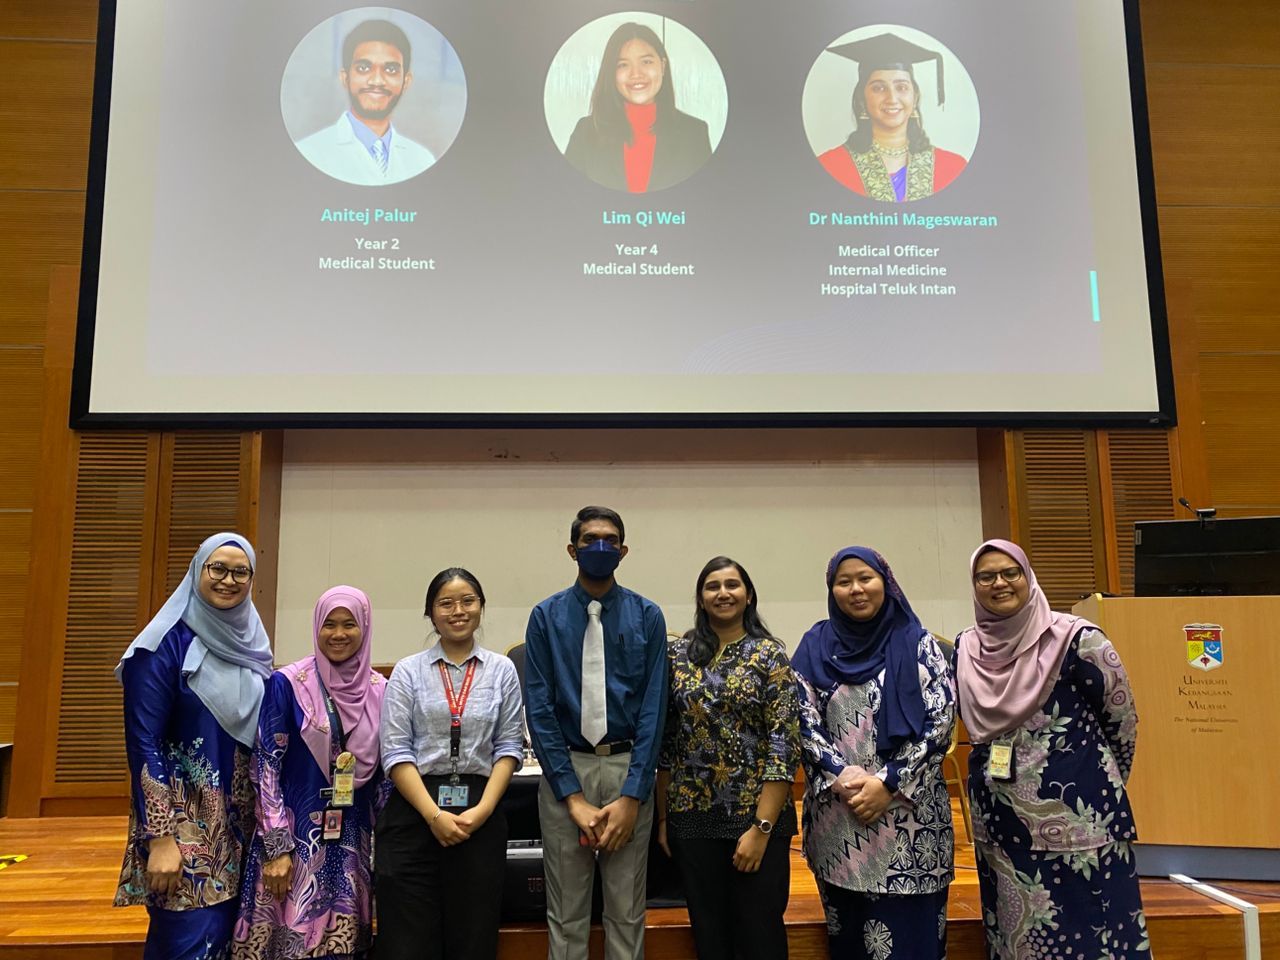 Anitej Palur
Year 2
Medical Student
Lim Qi Wei
Year 4
Medical Student
Dr Nanthini Mageswaran
Medical Officer
Internal Medicine
Hospital Teluk Intan
UNIVERSITI
KEBANGSAAN
MALAYSIA
The National University
of Malaysia